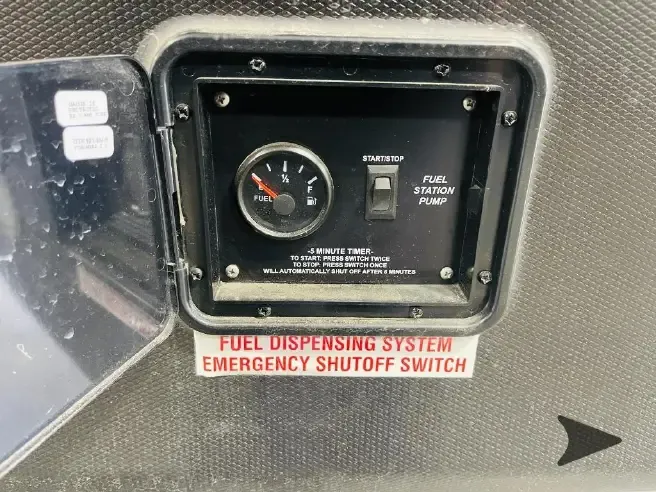 START/STOP
½
F
FUEL
FUEL
STATION
PUMP
-5 MINUTE TIMER-
TO START: PRESS SWITCH TWICE
TO STOP: PRESS SWITCH ONCE
WILL AUTOMATICALLY SHUT OFF AFTER 5 MINUTES
FUEL DISPENSING SYSTEM
EMERGENCY SHUTOFF SWITCH